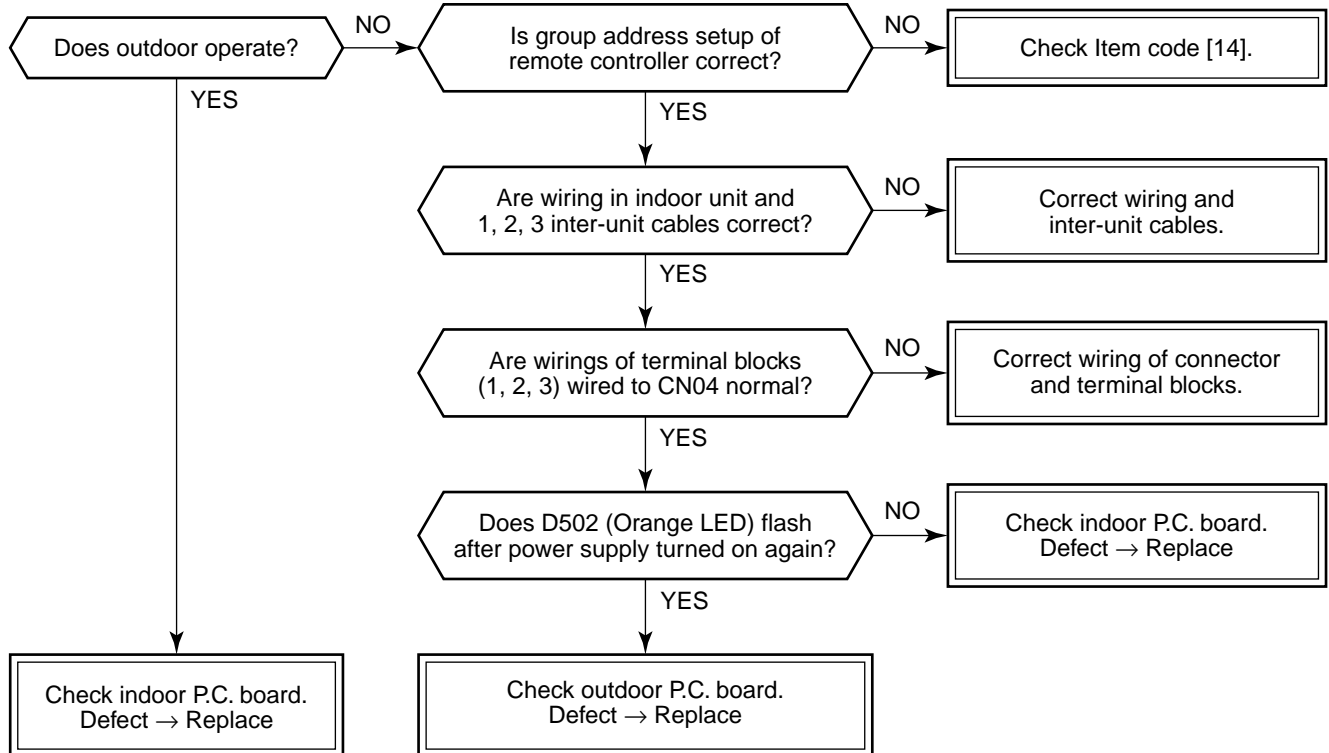 Does outdoor operate?
NO
Is group address setup of
remote controller correct?
NO
Check Item code [14].
YES
YES
Are wiring in indoor unit and
1, 2, 3 inter-unit cables correct?
NO
Correct wiring and
inter-unit cables.
YES
Are wirings of terminal blocks
(1, 2, 3) wired to CN04 normal?
NO
Correct wiring of connector
and terminal blocks.
YES
Does D502 (Orange LED) flash
after power supply turned on again?
NO
Check indoor P.C. board.
Defect → Replace
YES
Check indoor P.C. board.
Defect → Replace
Check outdoor P.C. board.
Defect → Replace